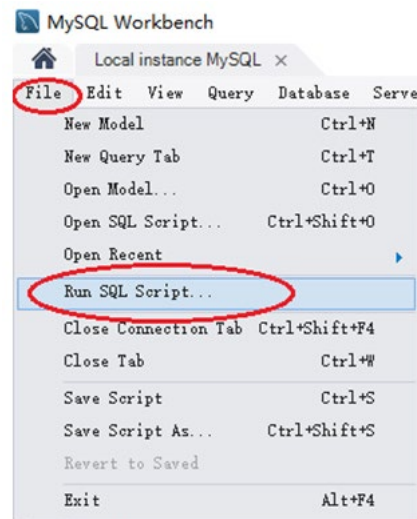 MySQL Workbench
Local instance MySQL ×
File Edit View Query Database Serve
New Model Ctrl+N
New Query Tab Ctrl+T
Open Model... Ctrl+O
Open SQL Script... Ctrl+Shift+O
Open Recent
Run SQL Script...
Close Connection Tab Ctrl+Shift+F4
Close Tab Ctrl+W
Save Script Ctrl+S
Save Script As... Ctrl+Shift+S
Revert to Saved
Exit Alt+F4